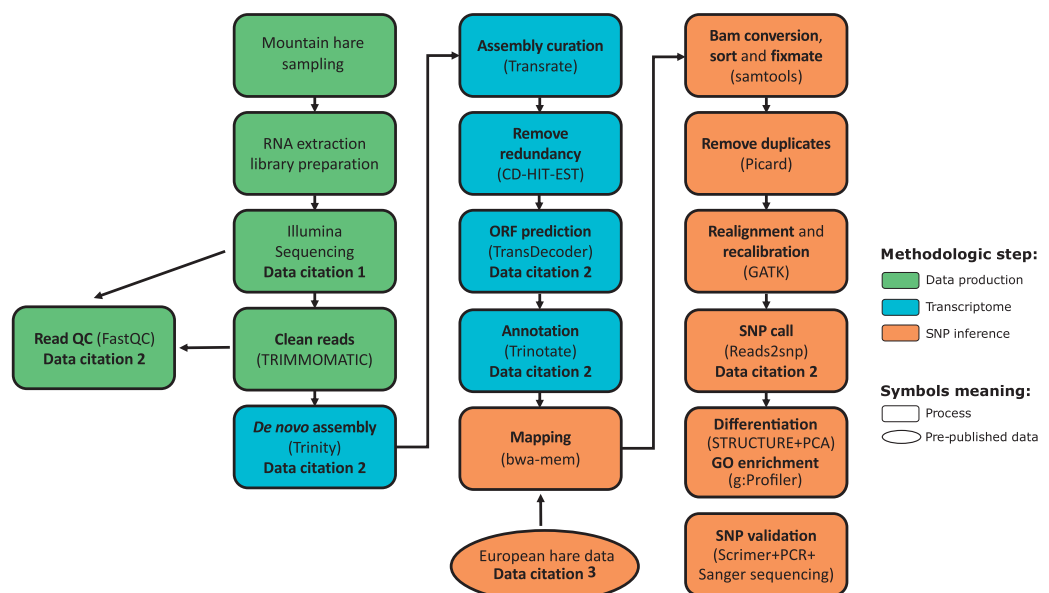 Mountain hare
sampling
RNA extraction
library preparation
Illumina
Sequencing
Data citation 1
Read QC (FastQC)
Data citation 2
Clean reads
(TRIMMOMATIC)
De novo assembly
(Trinity)
Data citation 2
Assembly curation
(Transrate)
Remove
redundancy
(CD-HIT-EST)
ORF prediction
(TransDecoder)
Data citation 2
Annotation
(Trinotate)
Data citation 2
Mapping
(bwa-mem)
European hare data
Data citation 3
Bam conversion,
sort and fixmate
(samtools)
Remove duplicates
(Picard)
Realignment and
recalibration
(GATK)
SNP call
(Reads2snp)
Data citation 2
Differentiation
(STRUCTURE+PCA)
GO enrichment
(g:Profiler)
SNP validation
(Scrimer+PCR+
Sanger sequencing)
Methodologic step:
Data production
Transcriptome
SNP inference
Symbols meaning:
Process
Pre-published data